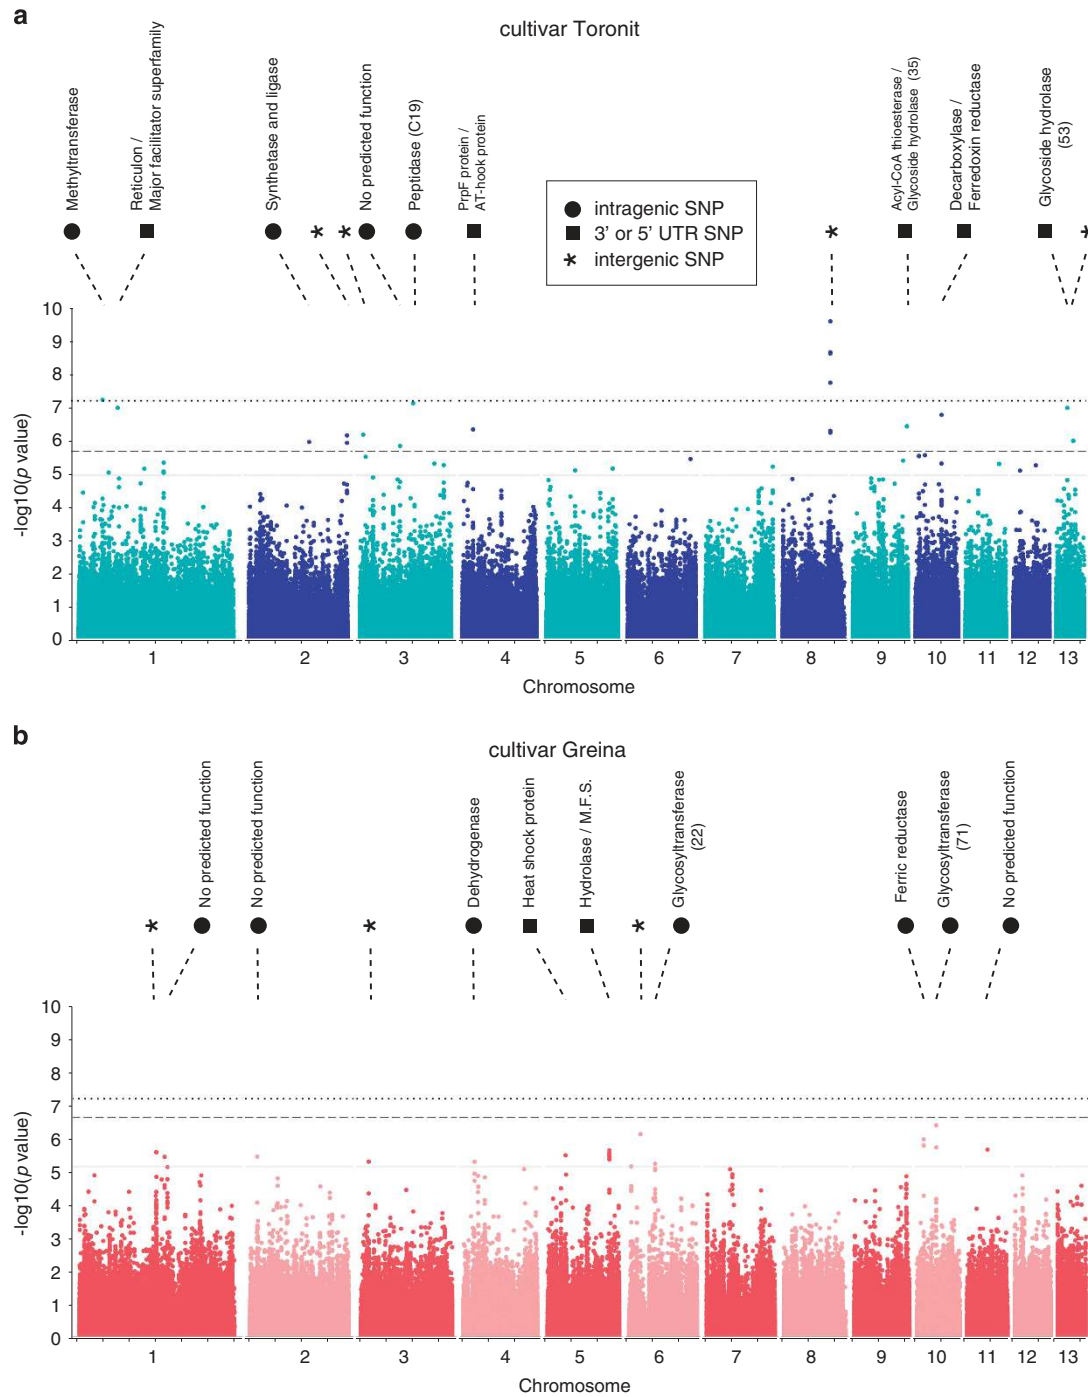 a
cultivar Toronit
Methyltransferase
Reticulon /
Major facilitator superfamily
Synthetase and ligase
No predicted function
Peptidase (C19)
PrpF protein /
AT-hook protein
Acyl-CoA thioesterase /
Glycoside hydrolase (35)
Decarboxylase /
Ferredoxin reductase
Glycoside hydrolase
(53)
intragenic SNP
3' or 5' UTR SNP
intergenic SNP
10
9
8
7
6
5
4
3
2
1
0
-log10(p value)
1 2 3 4 5 6 7 8 9 10 11 12 13
Chromosome
b
cultivar Greina
No predicted function
No predicted function
Dehydrogenase
Heat shock protein
Hydrolase / M.F.S.
Glycosyltransferase
(22)
Ferric reductase
Glycosyltransferase
(71)
No predicted function
10
9
8
7
6
5
4
3
2
1
0
-log10(p value)
1 2 3 4 5 6 7 8 9 10 11 12 13
Chromosome